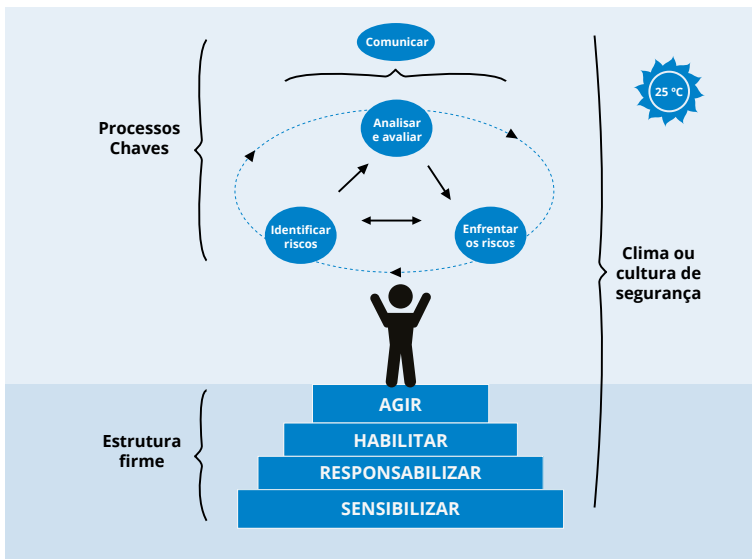 Comunicar
25 ºC
Processos
Chaves
Analisar
e avaliar
Identificar
riscos
Enfrentar
os riscos
Clima ou
cultura de
segurança
Estrutura
firme
AGIR
HABILITAR
RESPONSABILIZAR
SENSIBILIZAR